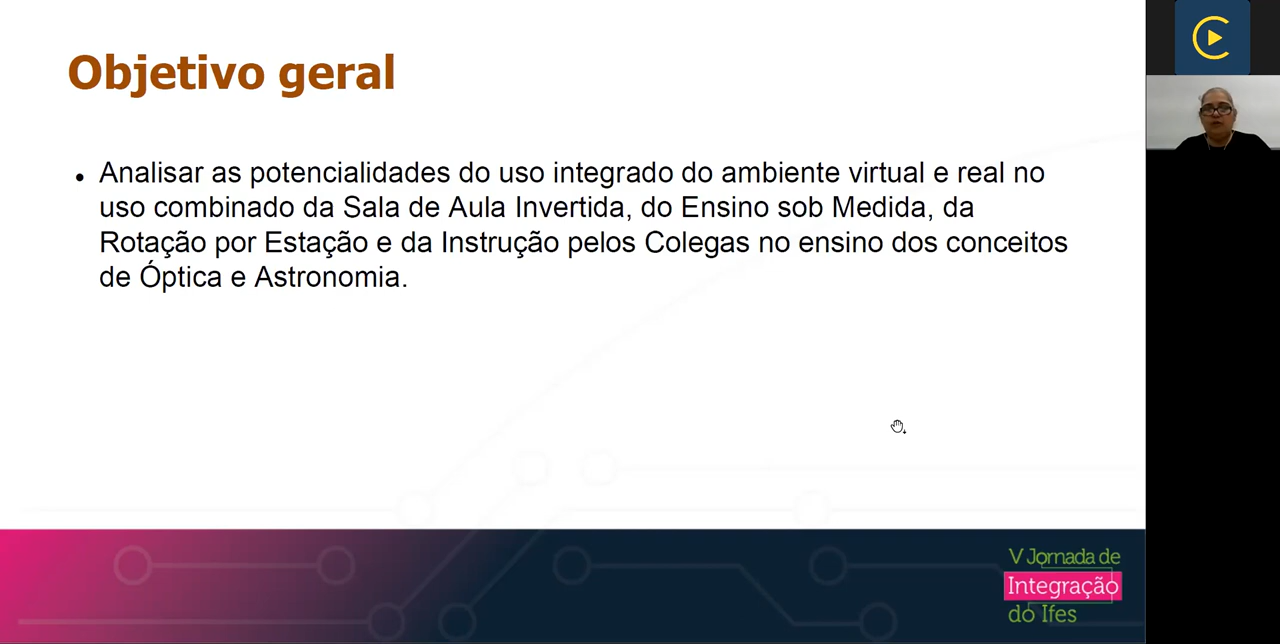 Objetivo geral
• Analisar as potencialidades do uso integrado do ambiente virtual e real no
uso combinado da Sala de Aula Invertida, do Ensino sob Medida, da
Rotação por Estação e da Instrução pelos Colegas no ensino dos conceitos
de Óptica e Astronomia.
V Jornada de
Integração
do Ifes